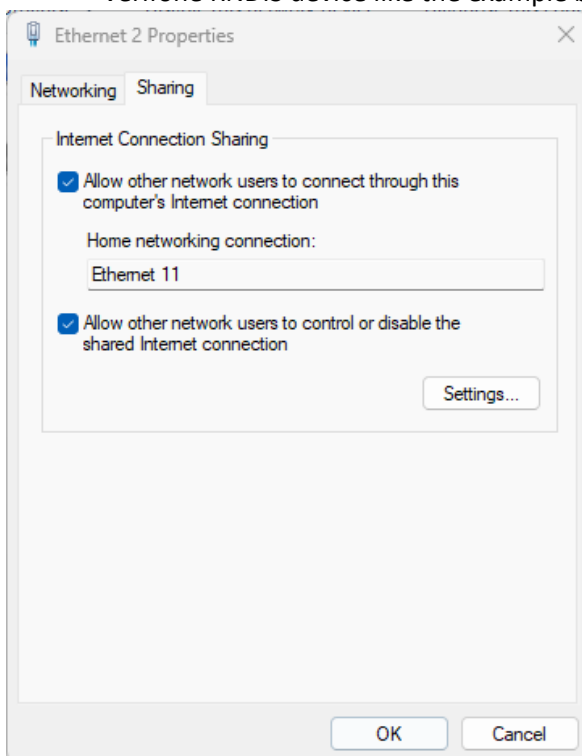 Ethernet 2 Properties
Networking
Sharing
Internet Connection Sharing
Allow other network users to connect through this
computer's Internet connection
Home networking connection:
Ethernet 11
Allow other network users to control or disable the
shared Internet connection
Settings...
OK
Cancel